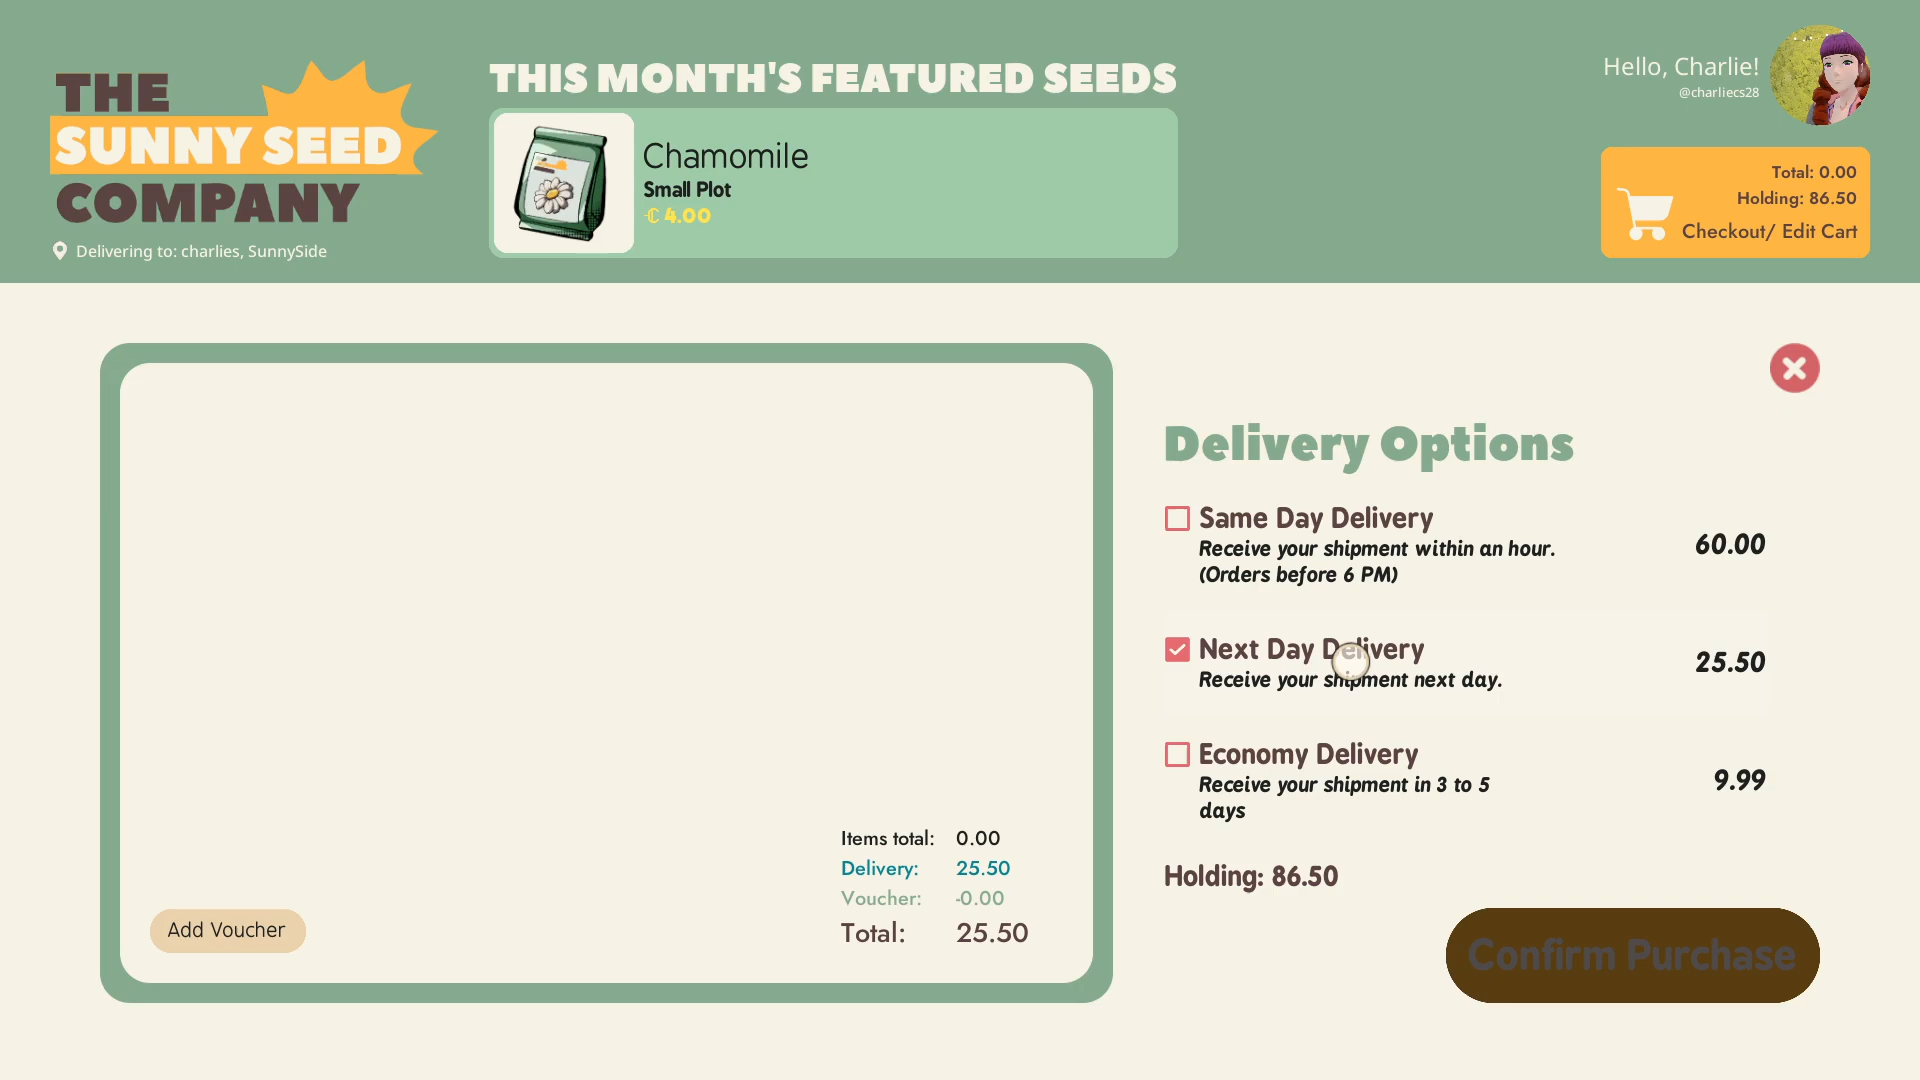 THE
SUNNY SEED
COMPANY
Delivering to: charlies, SunnySide
THIS MONTH'S FEATURED SEEDS
Chamomile
Small Plot
₵ 4.00
Hello, Charlie!
@charliecs28
Total: 0.00
Holding: 86.50
Checkout/ Edit Cart
Items total: 0.00
Delivery: 25.50
Voucher: -0.00
Total: 25.50
Add Voucher
Delivery Options
Same Day Delivery
Receive your shipment within an hour.
(Orders before 6 PM)
60.00
Next Day Delivery
Receive your shipment next day.
25.50
Economy Delivery
Receive your shipment in 3 to 5
days
9.99
Holding: 86.50
Confirm Purchase